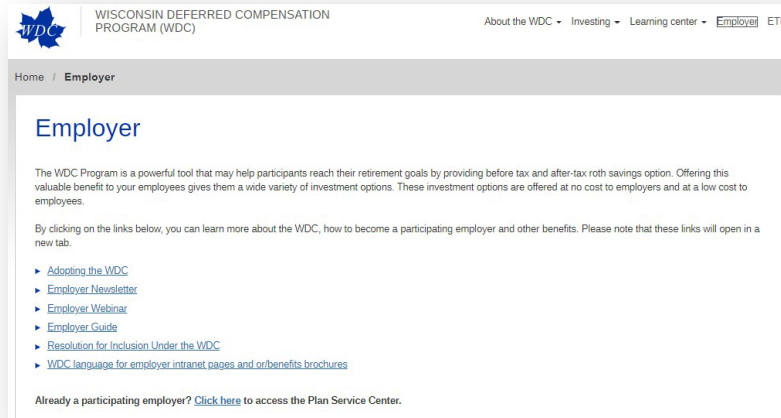 WDC
WISCONSIN DEFERRED COMPENSATION
PROGRAM (WDC)
About the WDC Investing Learning center Employer
Home / Employer
Employer
The WDC Program is a powerful tool that may help participants reach their retirement goals by providing before tax and after-tax roth savings option. Offering this
valuable benefit to your employees gives them a wide variety of investment options. These investment options are offered at no cost to employers and at a low cost to
employees.
By clicking on the links below, you can learn more about the WDC, how to become a participating employer and other benefits. Please note that these links will open in a
new tab.
Adopting the WDC
Employer Newsletter
Employer Webinar
Employer Guide
Resolution for Inclusion Under the WDC
WDC language for employer intranet pages and or/benefits brochures
Already a participating employer? Click here to access the Plan Service Center.